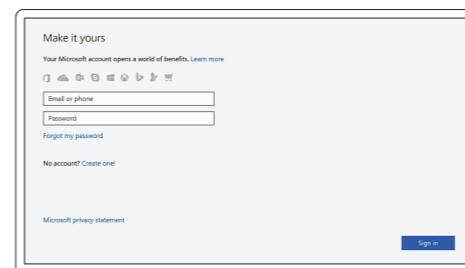 Make it yours
Your Microsoft account opens a world of benefits. Learn more
Email or phone
Password
Forgot my password
No account? Create one!
Microsoft privacy statement
Sign in